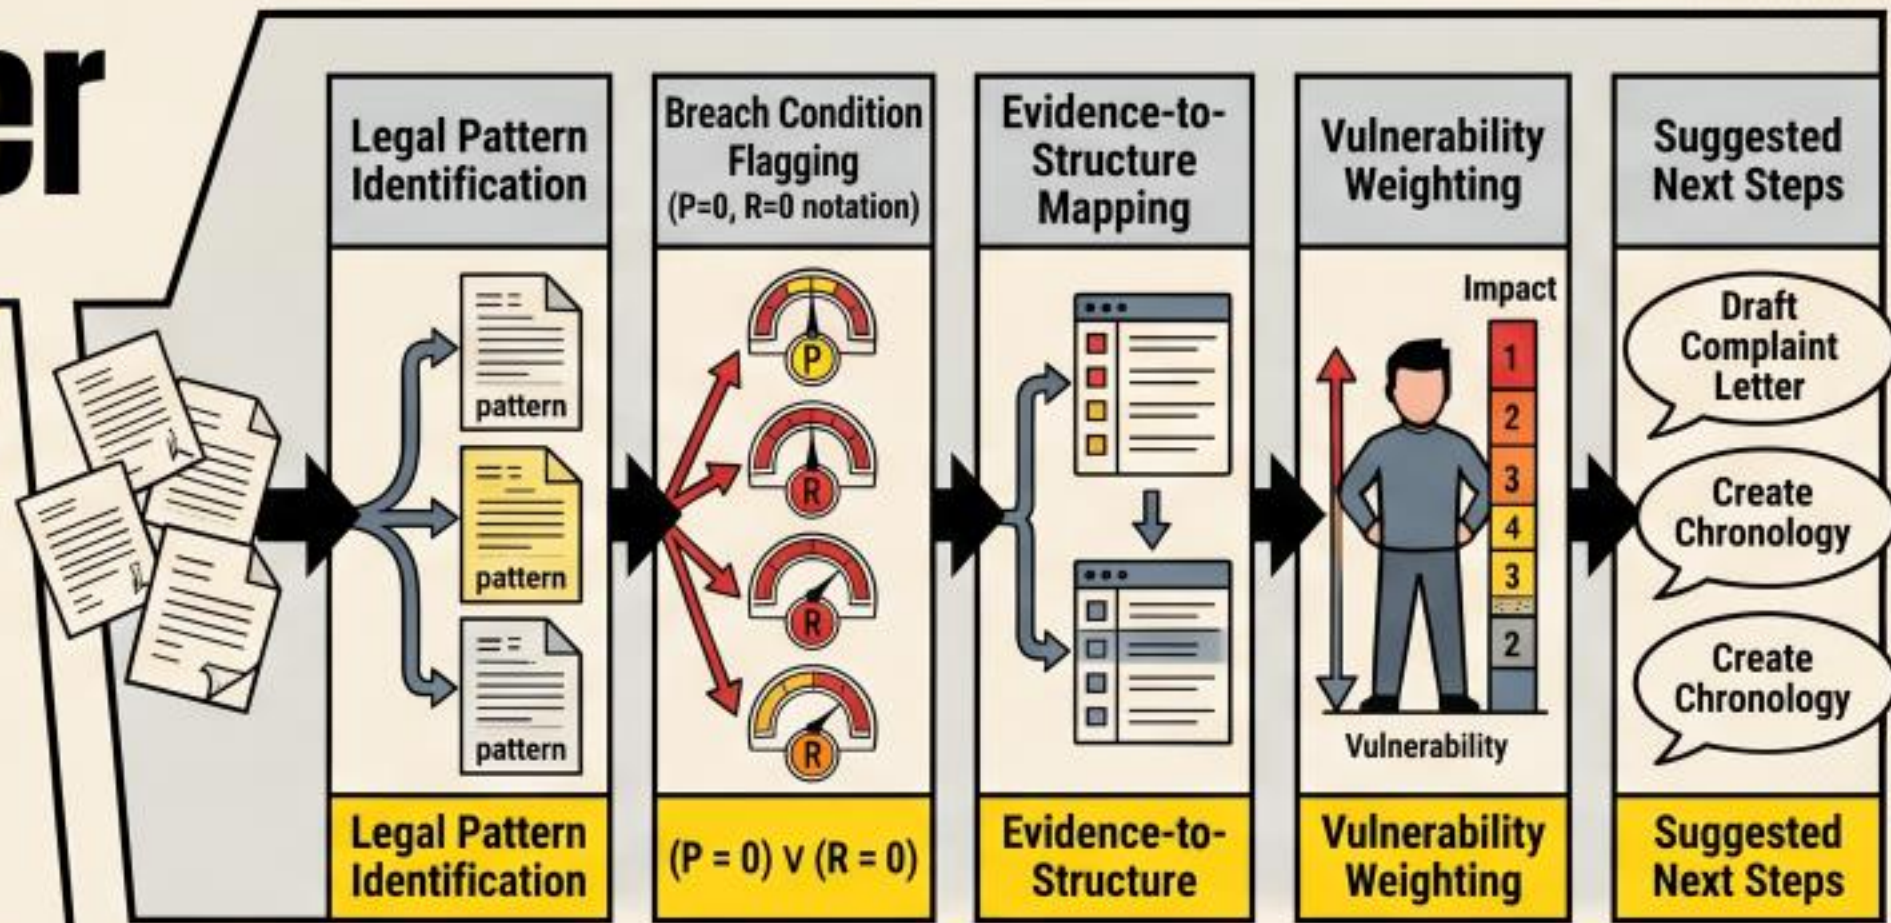 er
Legal Pattern
Identification
pattern
pattern
pattern
Legal Pattern
Identification
Breach Condition
Flagging
(P=0, R=0 notation)
P
R
R
R
(P = 0) ∨ (R = 0)
Evidence-to-
Structure
Mapping
Evidence-to-
Structure
Vulnerability
Weighting
Impact
1
2
3
4
3
2
Vulnerability
Vulnerability
Weighting
Suggested
Next Steps
Draft
Complaint
Letter
Create
Chronology
Create
Chronology
Suggested
Next Steps